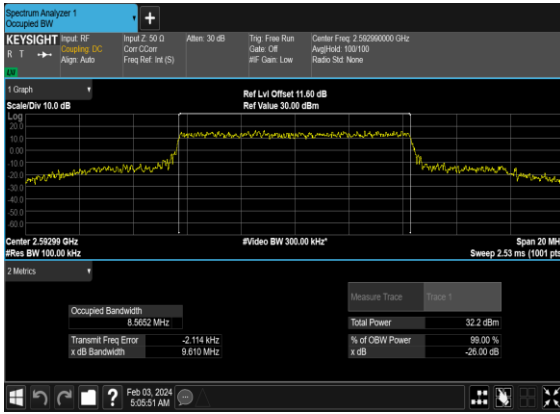 Spectrum Analyzer 1
Occupied BW
+
KEYSIGHT Input: RF Input Z: 50 Ω Atten: 30 dB Trig: Free Run Center Freq: 2.592990000 GHz
R T Coupling: DC Corr CCorr Gate: Off Avg|Hold: 100/100
Align: Auto Freq Ref: Int (S) #IF Gain: Low Radio Std: None
LW
1 Graph
Ref Lvl Offset 11.60 dB
Scale/Div 10.0 dB Ref Value 30.00 dBm
Log
20.0
10.0
0.00
-10.0
-20.0
-30.0
-40.0
-50.0
-60.0
Center 2.59299 GHz #Video BW 300.00 kHz* Span 20 MH
#Res BW 100.00 kHz Sweep 2.53 ms (1001 pts
2 Metrics
Measure Trace Trace 1
Occupied Bandwidth
8.5652 MHz Total Power 32.2 dBm
Transmit Freq Error -2.114 kHz % of OBW Power 99.00 %
x dB Bandwidth 9.610 MHz x dB -26.00 dB
? Feb 03, 2024
5:05:51 AM